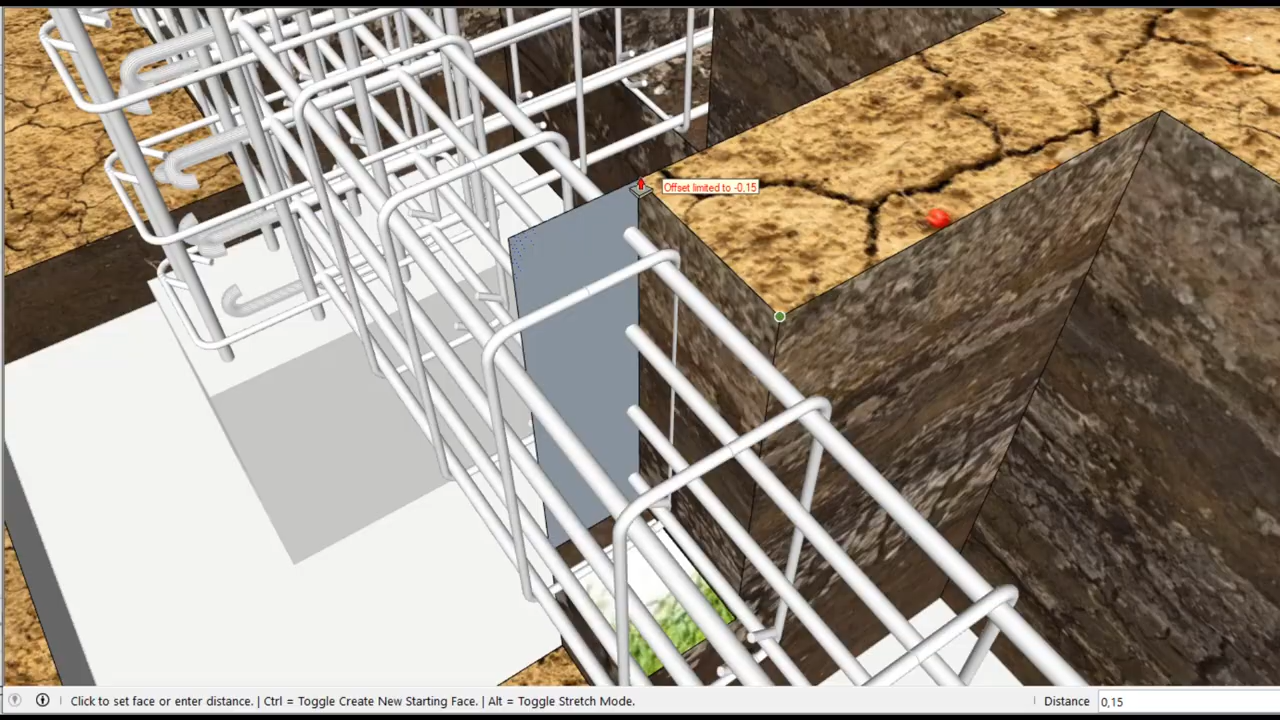 Offset limited to -0,15
Click to set face or enter distance. | Ctrl = Toggle Create New Starting Face. | Alt = Toggle Stretch Mode.
Distance 0,15